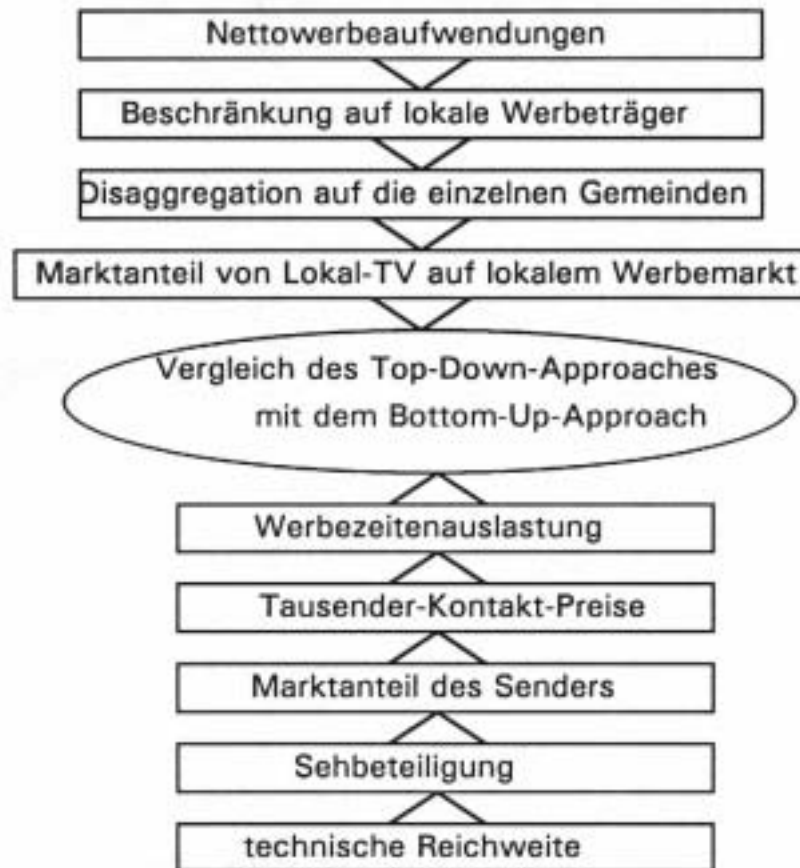 Nettowerbeaufwendungen
Beschränkung auf lokale Werbeträger
Disaggregation auf die einzelnen Gemeinden
Marktanteil von Lokal-TV auf lokalem Werbemarkt
Vergleich des Top-Down-Approaches
mit dem Bottom-Up-Approach
Werbezeitenauslastung
Tausender-Kontakt-Preise
Marktanteil des Senders
Sehbeteiligung
technische Reichweite